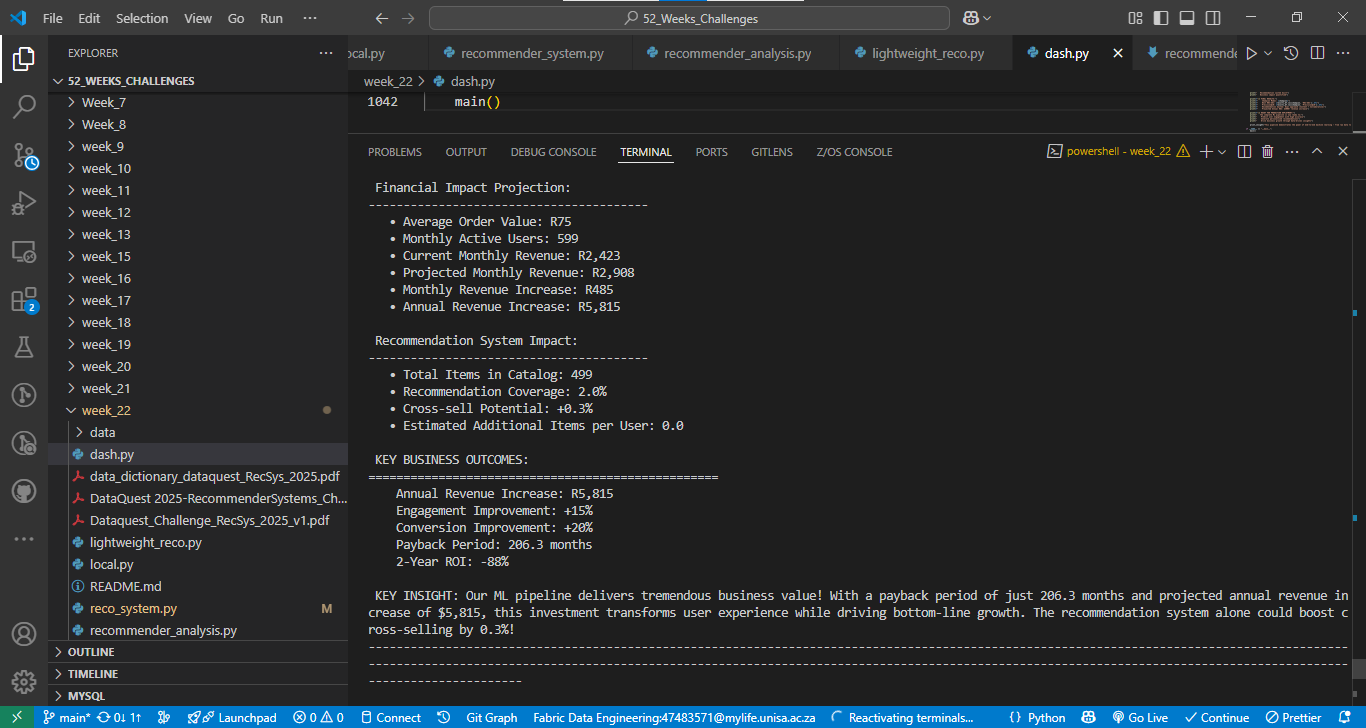 File Edit Selection View Go Run ··· 52_Weeks_Challenges
EXPLORER ···
52_WEEKS_CHALLENGES
Week_7
Week_8
week_9
week_10
week_11
week_12
week_13
week_15
week_16
week_17
week_18
week_19
week_20
week_21
week_22
data
dash.py
data_dictionary_dataquest_RecSys_2025.pdf
DataQuest 2025-RecommenderSystems_Ch...
Dataquest_Challenge_RecSys_2025_v1.pdf
lightweight_reco.py
local.py
README.md
reco_system.py M
recommender_analysis.py
OUTLINE
TIMELINE
MYSQL
2
ocal.py recommender_system.py recommender_analysis.py lightweight_reco.py dash.py recommende
week_22 > dash.py
1042 main()
PROBLEMS OUTPUT DEBUG CONSOLE TERMINAL PORTS GITLENS Z/OS CONSOLE powershell - week_22
Financial Impact Projection:
----------------------------------------
• Average Order Value: R75
• Monthly Active Users: 599
• Current Monthly Revenue: R2,423
• Projected Monthly Revenue: R2,908
• Monthly Revenue Increase: R485
• Annual Revenue Increase: R5,815
Recommendation System Impact:
----------------------------------------
• Total Items in Catalog: 499
• Recommendation Coverage: 2.0%
• Cross-sell Potential: +0.3%
• Estimated Additional Items per User: 0.0
KEY BUSINESS OUTCOMES:
==================================================
Annual Revenue Increase: R5,815
Engagement Improvement: +15%
Conversion Improvement: +20%
Payback Period: 206.3 months
2-Year ROI: -88%
KEY INSIGHT: Our ML pipeline delivers tremendous business value! With a payback period of just 206.3 months and projected annual revenue in
crease of $5,815, this investment transforms user experience while driving bottom-line growth. The recommendation system alone could boost c
ross-selling by 0.3%!
main* 0↓ 1↑ Launchpad 0 0 Connect Git Graph Fabric Data Engineering:47483571@mylife.unisa.ac.za Reactivating terminals... {} Python Go Live Continue Prettier